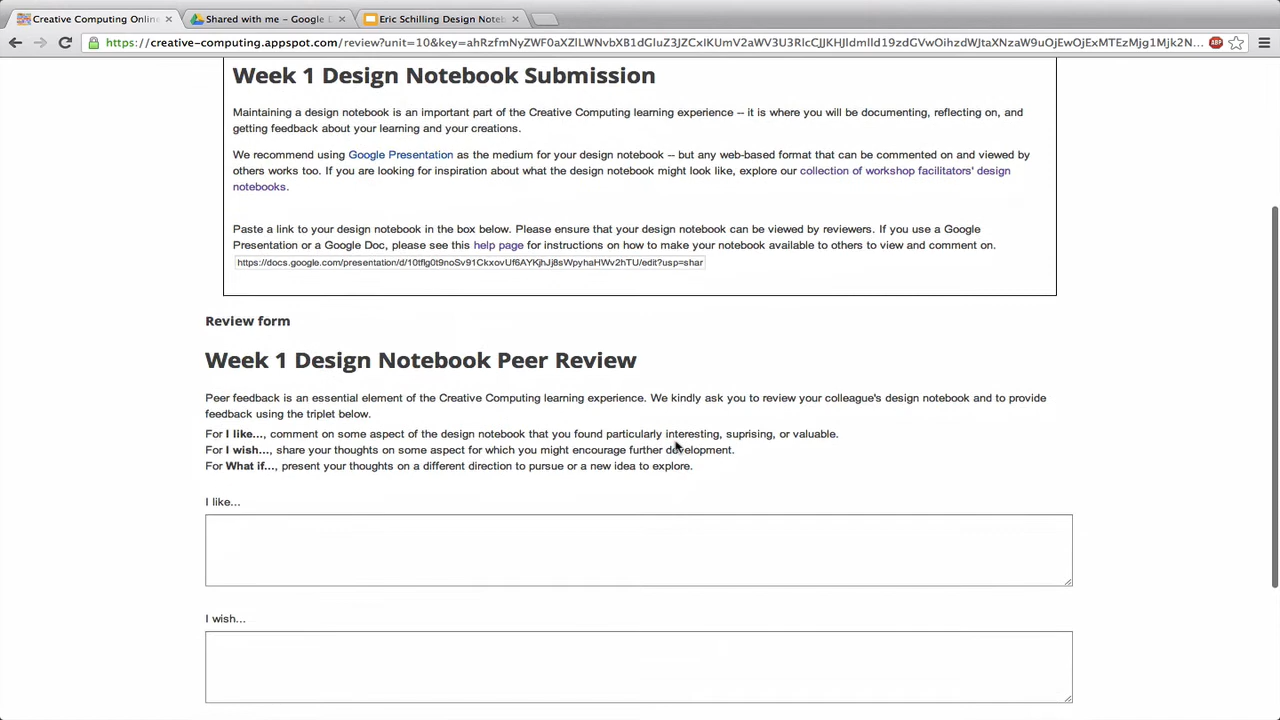 Creative Computing Online
Shared with me – Google D
Eric Schilling Design Noteb
https://creative-computing.appspot.com/review?unit=10&key=
Week 1 Design Notebook Submission
Maintaining a design notebook is an important part of the Creative Computing learning experience -- it is where you will be documenting, reflecting on, and
getting feedback about your learning and your creations.
We recommend using Google Presentation as the medium for your design notebook -- but any web-based format that can be commented on and viewed by
others works too. If you are looking for inspiration about what the design notebook might look like, explore our collection of workshop facilitators' design
notebooks.
Paste a link to your design notebook in the box below. Please ensure that your design notebook can be viewed by reviewers. If you use a Google
Presentation or a Google Doc, please see this help page for instructions on how to make your notebook available to others to view and comment on.
https://docs.google.com/presentation/d/10tflg0t9noSv91CkxovUf6AYKjhJj8sWpyhaHWv2hTU/edit?usp=shar
Review form
Week 1 Design Notebook Peer Review
Peer feedback is an essential element of the Creative Computing learning experience. We kindly ask you to review your colleague's design notebook and to provide
feedback using the triplet below.
For I like..., comment on some aspect of the design notebook that you found particularly interesting, suprising, or valuable.
For I wish..., share your thoughts on some aspect for which you might encourage further development.
For What if..., present your thoughts on a different direction to pursue or a new idea to explore.
I like...
I wish...